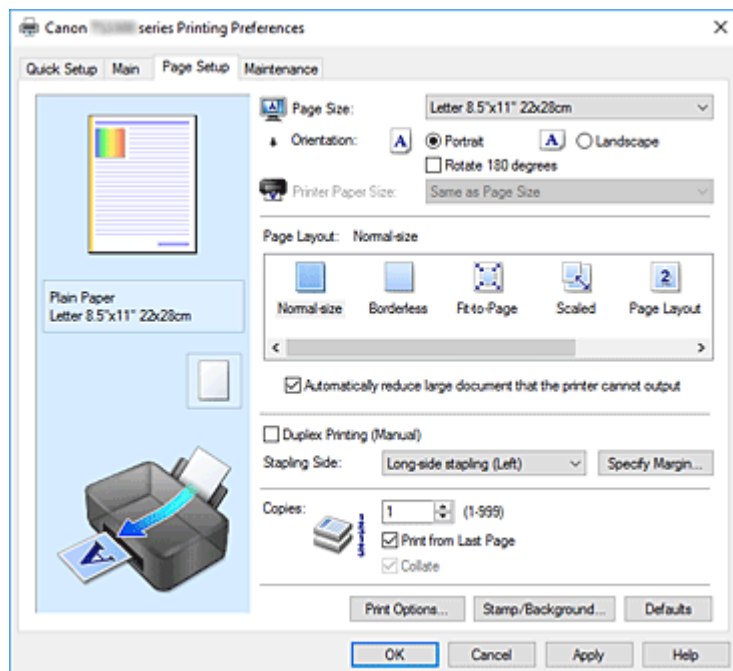 Canon series Printing Preferences
Quick Setup Main Page Setup Maintenance
Page Size: Letter 8.5"x11" 22x28cm
Orientation: A Portrait A Landscape
Rotate 180 degrees
Printer Paper Size: Same as Page Size
Page Layout: Normal-size
2
Normal-size Borderless Fit-to-Page Scaled Page Layout
Plain Paper
Letter 8.5"x11" 22x28cm
Automatically reduce large document that the printer cannot output
Duplex Printing (Manual)
Stapling Side: Long-side stapling (Left) Specify Margin...
Copies: 1 (1-999)
Print from Last Page
Collate
A
Print Options... Stamp/Background... Defaults
OK Cancel Apply Help